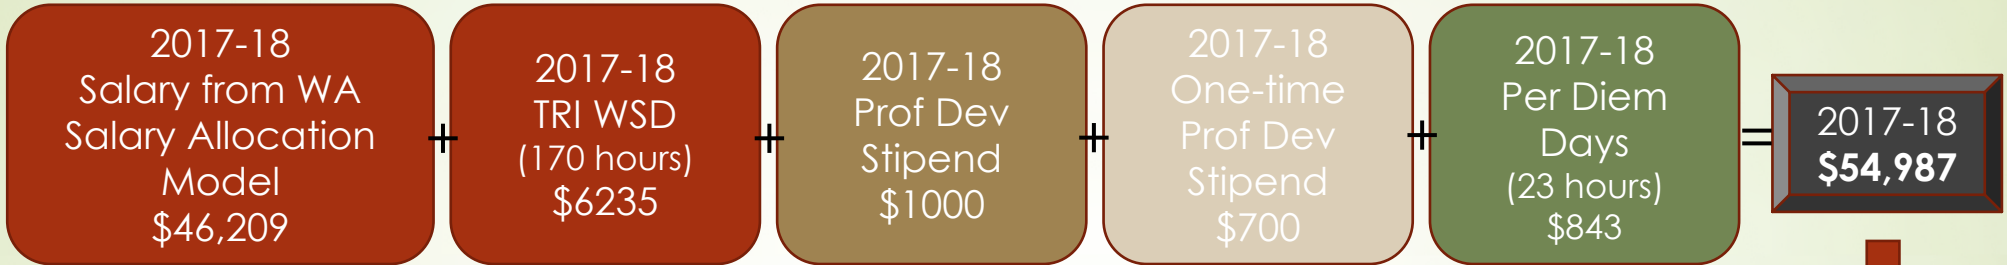 2017-18
Salary from WA
Salary Allocation
Model
$46,209
+
2017-18
TRI WSD
(170 hours)
$6235
+
2017-18
Prof Dev
Stipend
$1000
+
2017-18
One-time
Prof Dev
Stipend
$700
+
2017-18
Per Diem
Days
(23 hours)
$843
=
2017-18
$54,987